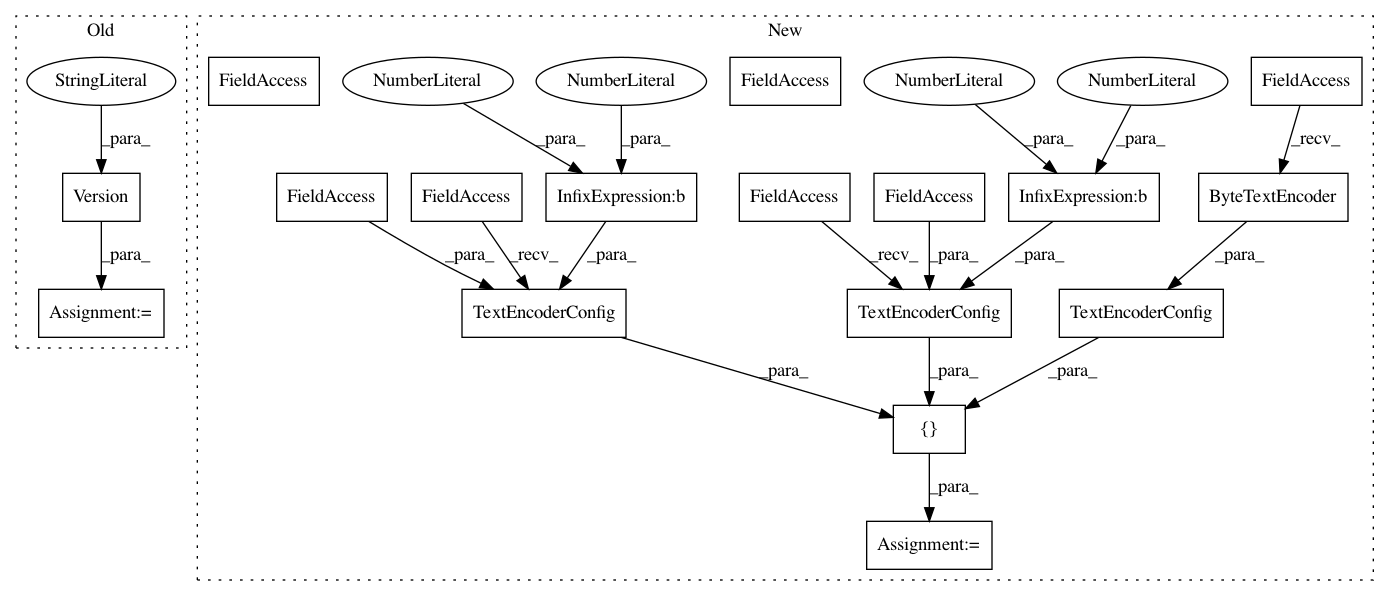 Old
New
StringLiteral
FieldAccess
NumberLiteral
NumberLiteral
FieldAccess
NumberLiteral
NumberLiteral
FieldAccess
_para_
_para_
_para_
_para_
_para_
_recv_
Version
FieldAccess
FieldAccess
InfixExpression:b
FieldAccess
FieldAccess
InfixExpression:b
ByteTextEncoder
_para_
_para_
_recv_
_para_
_recv_
_para_
_para_
_para_
Assignment:=
TextEncoderConfig
TextEncoderConfig
TextEncoderConfig
_para_
_para_
_para_
{}
_para_
Assignment:=